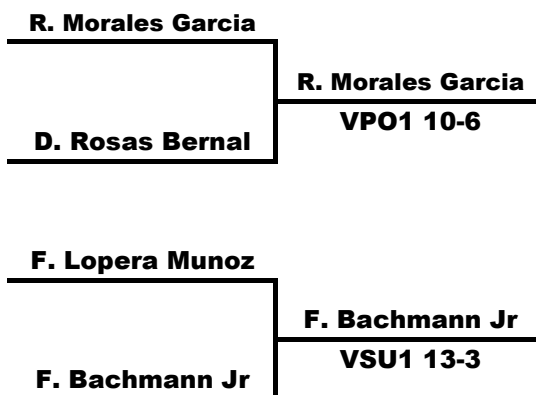 R. Morales Garcia
R. Morales Garcia
VPO1 10-6
D. Rosas Bernal
F. Lopera Munoz
F. Bachmann Jr
VSU1 13-3
F. Bachmann Jr